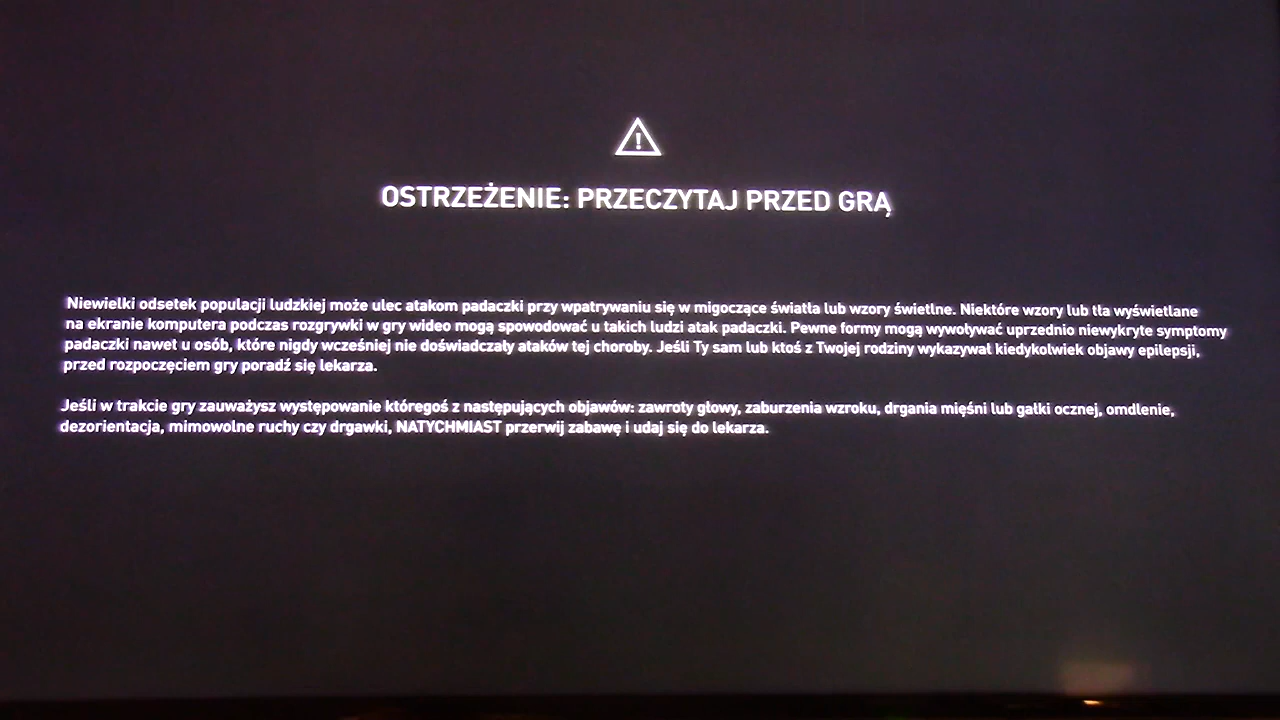 OSTRZEŻENIE: PRZECZYTAJ PRZED GRĄ
Niewielki odsetek populacji ludzkiej może ulec atakom padaczki przy wpatrywaniu się w migoczące światła lub wzory świetlne. Niektóre wzory lub tła wyświetlane
na ekranie komputera podczas rozgrywki w gry wideo mogą spowodować u takich ludzi atak padaczki. Pewne formy mogą wywoływać uprzednio niewykryte symptomy
padaczki nawet u osób, które nigdy wcześniej nie doświadczały ataków tej choroby. Jeśli Ty sam lub ktoś z Twojej rodziny wykazywał kiedykolwiek objawy epilepsji,
przed rozpoczęciem gry poradź się lekarza.
Jeśli w trakcie gry zauważysz występowanie któregoś z następujących objawów: zawroty głowy, zaburzenia wzroku, drgania mięśni lub gałki ocznej, omdlenie,
dezorientacja, mimowolne ruchy czy drgawki, NATYCHMIAST przerwij zabawę i udaj się do lekarza.